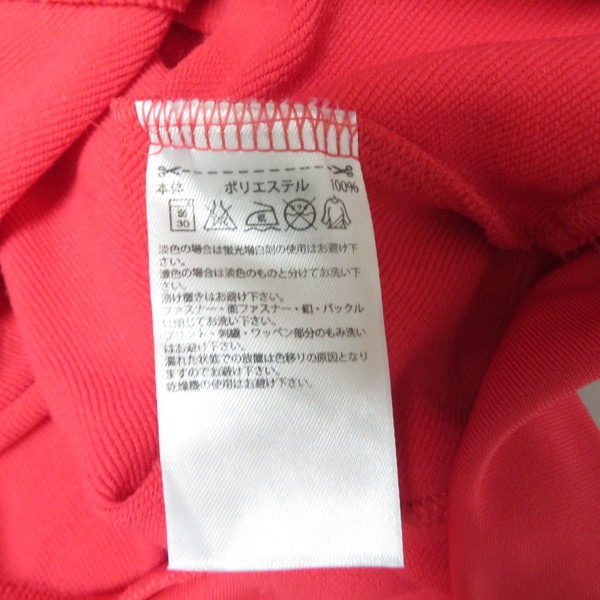 本体 ポリエステル 100%
弱
30
低
淡色の場合は蛍光増白剤の使用はお避け下
さい。
濃色の場合は淡色のものと分けてお洗い下
さい。
漬け置きはお避け下さい。
ファスナー・面ファスナー・釦・バックル
は閉じてお洗い下さい。
プリント・刺繍・ワッペン部分のもみ洗い
はお避け下さい。
濡れた状態での放置は色移りの原因となり
ますのでお避け下さい。
乾燥機の使用はお避け下さい。